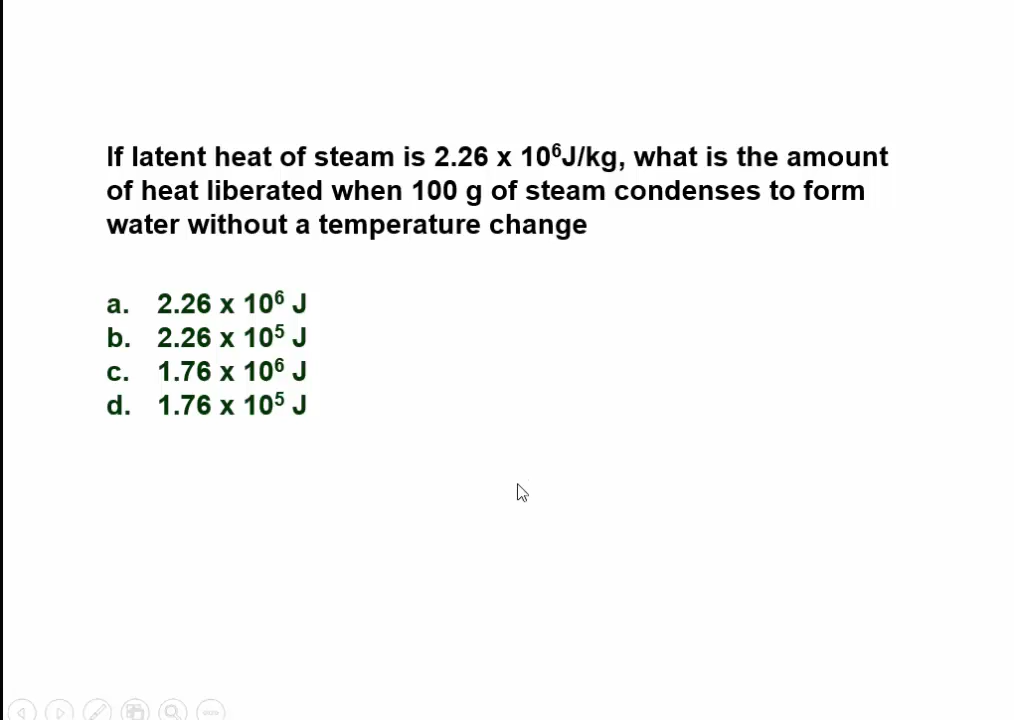 If latent heat of steam is 2.26 x 10⁶J/kg, what is the amount
of heat liberated when 100 g of steam condenses to form
water without a temperature change
a. 2.26 x 10⁶ J
b. 2.26 x 10⁵ J
c. 1.76 x 10⁶ J
d. 1.76 x 10⁵ J